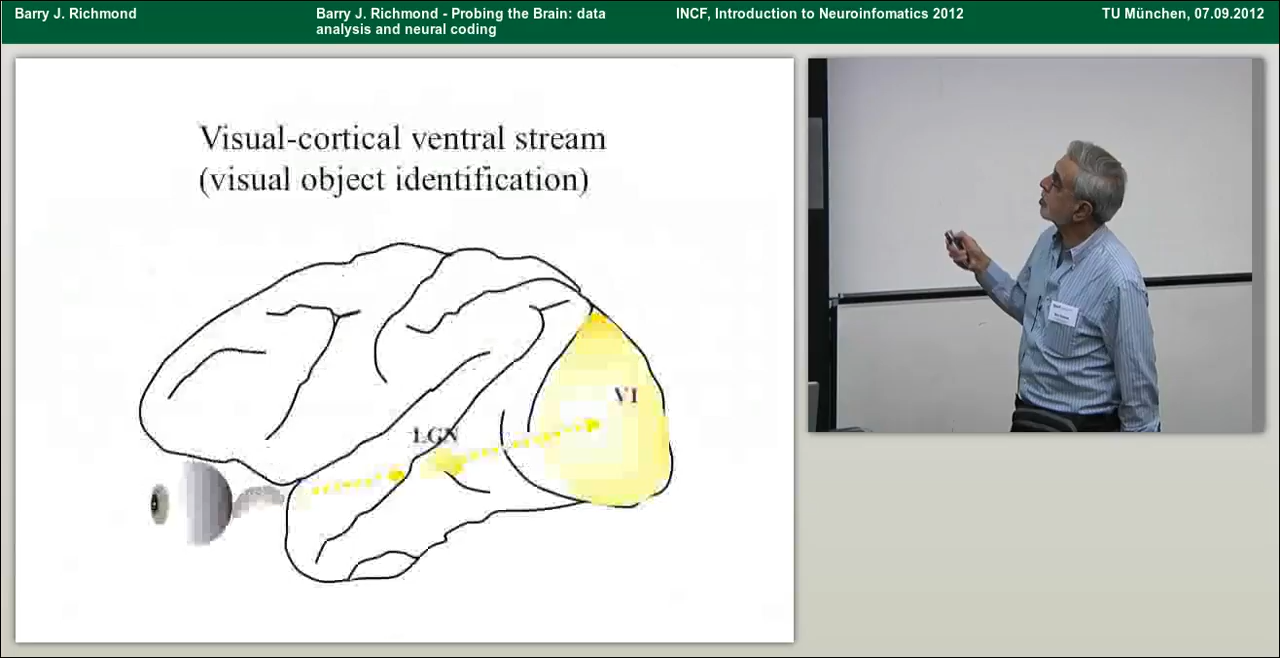 Barry J. Richmond
Barry J. Richmond - Probing the Brain: data
analysis and neural coding
INCF, Introduction to Neuroinfomatics 2012
TU München, 07.09.2012
Visual-cortical ventral stream
(visual object identification)
V1
LGN